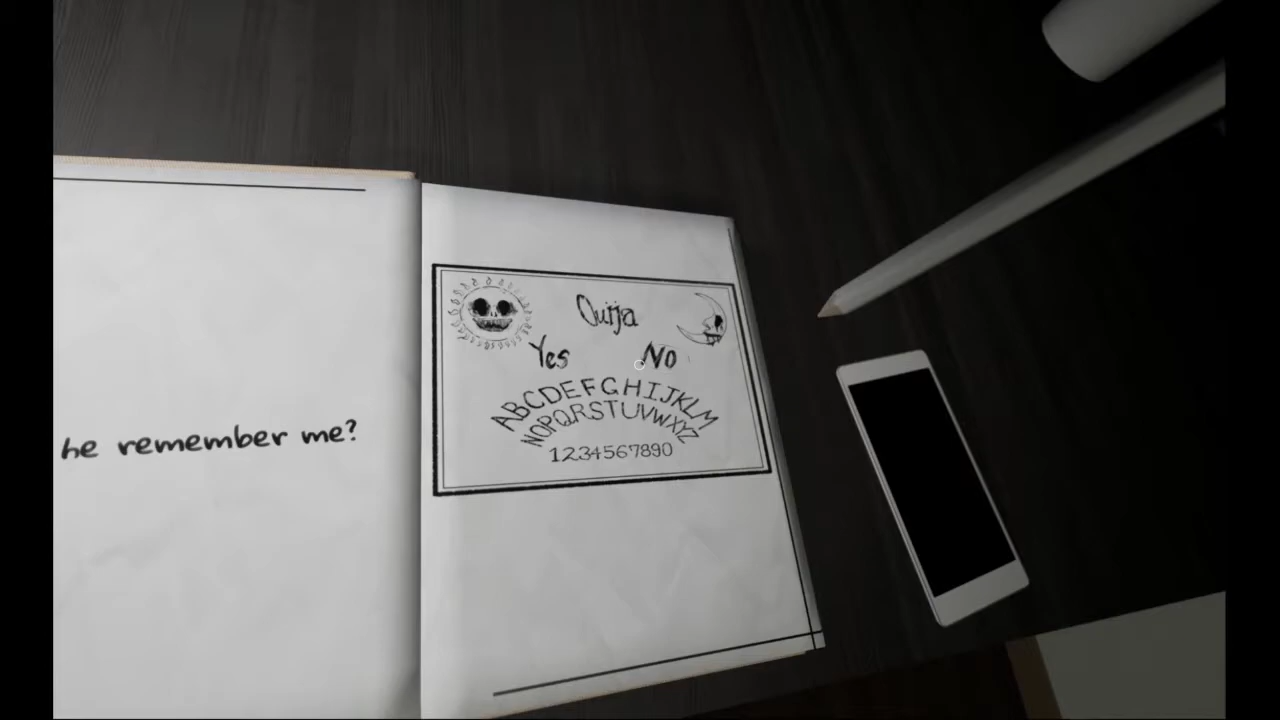 he remember me?
Ouija
Yes No
ABCDEFGHIJKLM
NOPQRSTUVWXYZ
1234567890